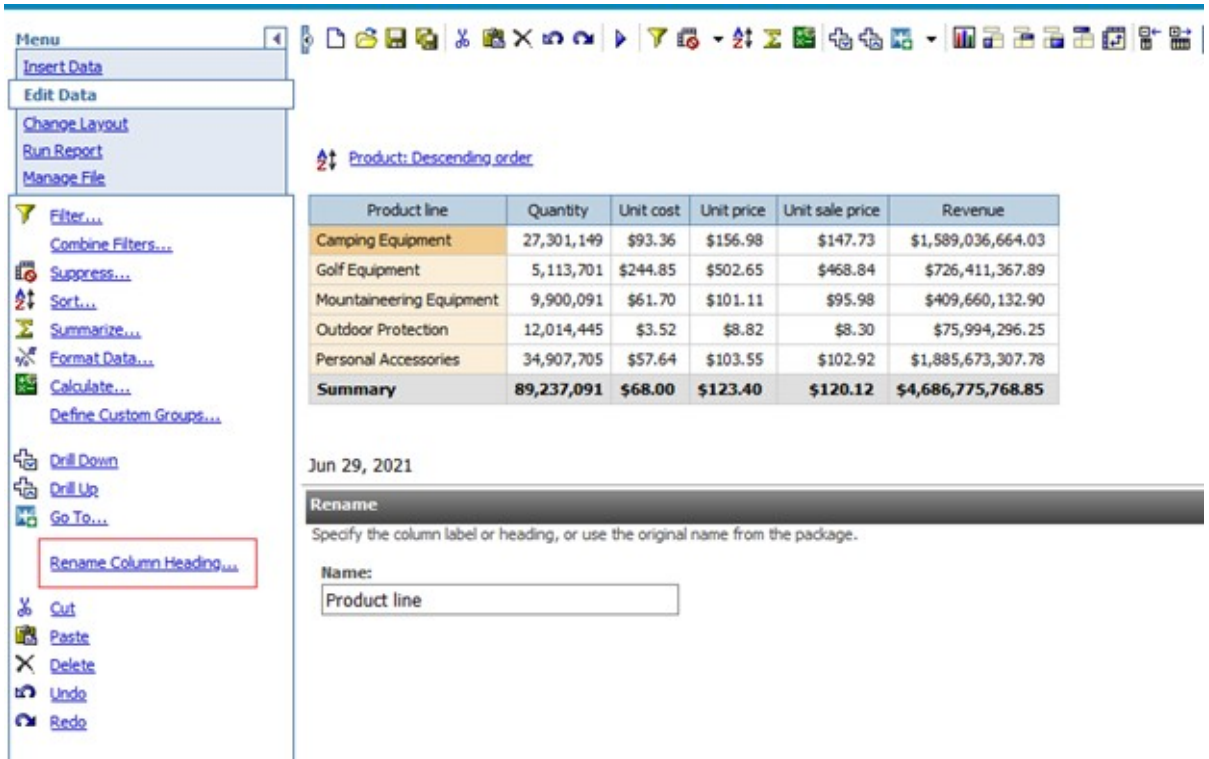 Menu
Insert Data
Edit Data
Change Layout
Run Report
Manage File
Filter...
Combine Filters...
Suppress...
Sort...
Summarize...
Format Data...
Calculate...
Define Custom Groups...
Drill Down
Drill Up
Go To...
Rename Column Heading...
Cut
Paste
Delete
Undo
Redo
Product: Descending order
Product line Quantity Unit cost Unit price Unit sale price Revenue
Camping Equipment 27,301,149 $93.36 $156.98 $147.73 $1,589,036,664.03
Golf Equipment 5,113,701 $244.85 $502.65 $468.84 $726,411,367.89
Mountaineering Equipment 9,900,091 $61.70 $101.11 $95.98 $409,660,132.90
Outdoor Protection 12,014,445 $3.52 $8.82 $8.30 $75,994,296.25
Personal Accessories 34,907,705 $57.64 $103.55 $102.92 $1,885,673,307.78
Summary 89,237,091 $68.00 $123.40 $120.12 $4,686,775,768.85
Jun 29, 2021
Rename
Specify the column label or heading, or use the original name from the package.
Name:
Product line